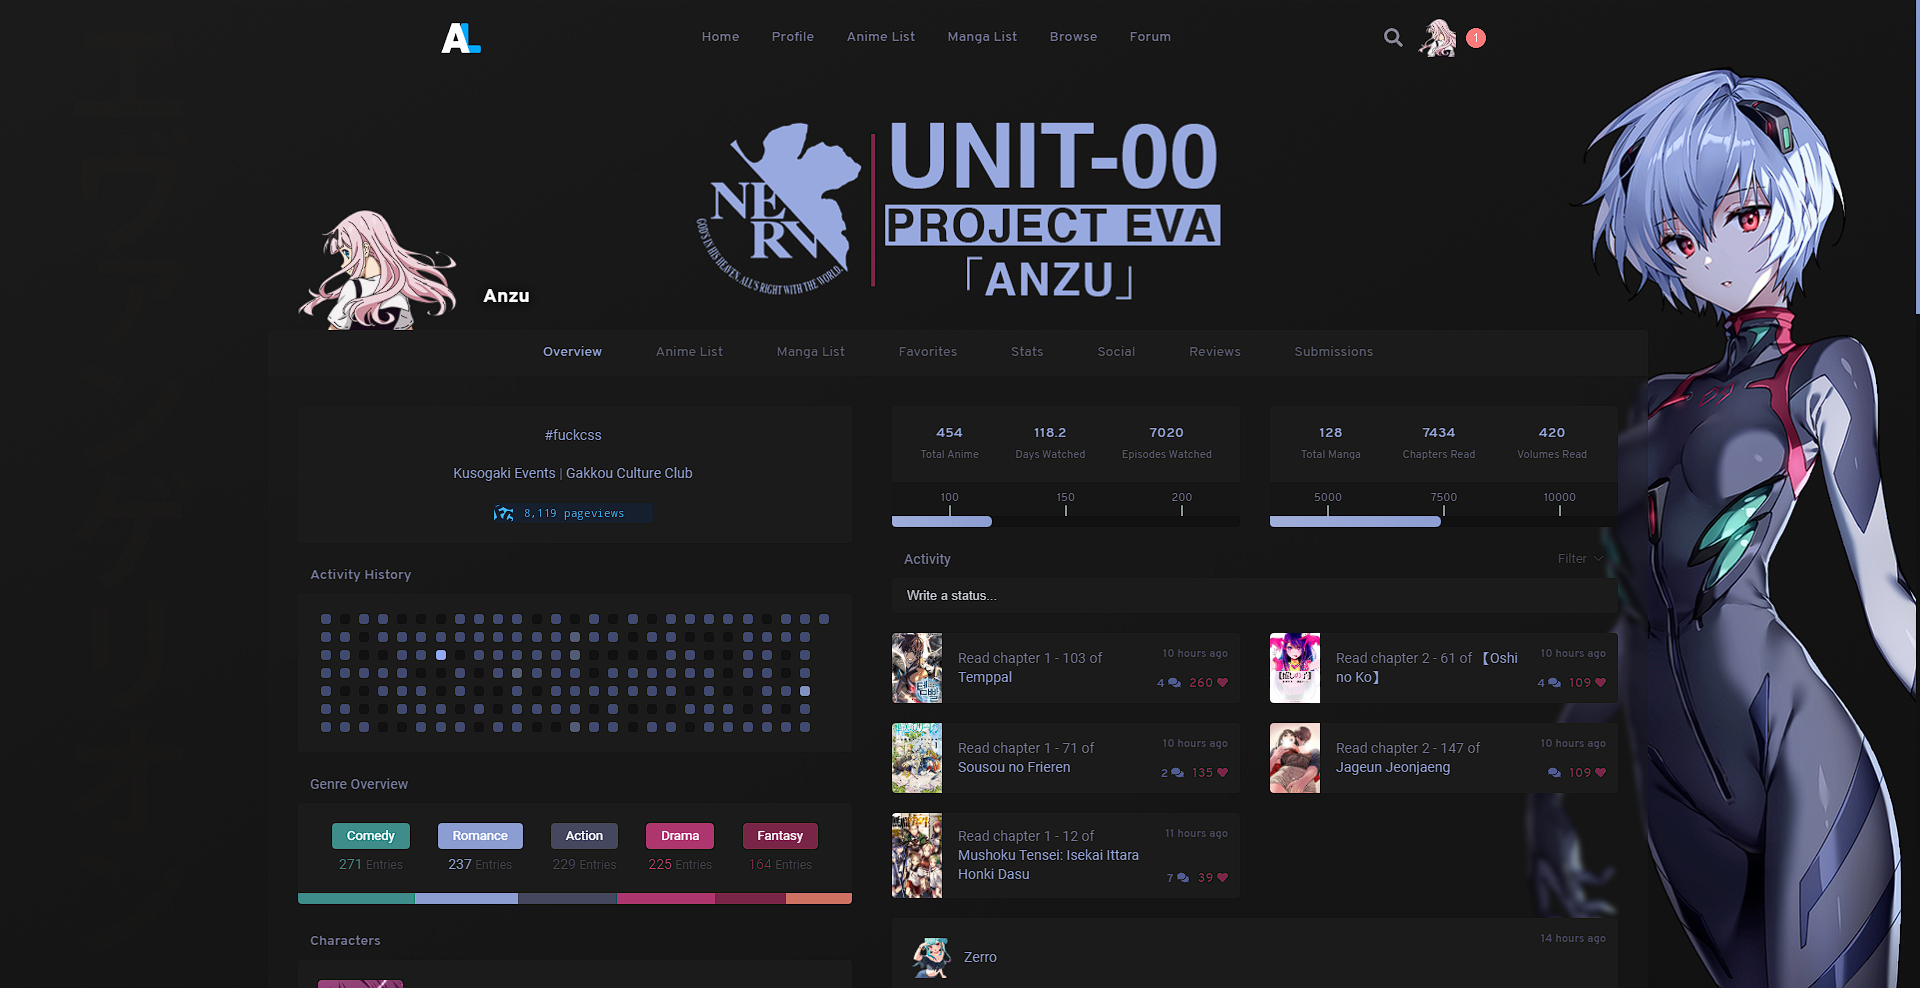 AL
Home Profile Anime List Manga List Browse Forum
1
NERV
GOD'S IN HIS HEAVEN. ALL'S RIGHT WITH THE WORLD.
UNIT-00
PROJECT EVA
「ANZU」
Anzu
Overview Anime List Manga List Favorites Stats Social Reviews Submissions
#fuckcss
Kusogaki Events | Gakkou Culture Club
8,119 pageviews
Activity History
Genre Overview
Comedy Romance Action Drama Fantasy
271 Entries 237 Entries 229 Entries 225 Entries 164 Entries
Characters
454 118.2 7020
Total Anime Days Watched Episodes Watched
100 150 200
128 7434 420
Total Manga Chapters Read Volumes Read
5000 7500 10000
Activity
Filter
Write a status...
Read chapter 1 - 103 of
Temppal
10 hours ago
4 260
Read chapter 2 - 61 of 【Oshi
no Ko】
10 hours ago
4 109
Read chapter 1 - 71 of
Sousou no Frieren
10 hours ago
2 135
Read chapter 2 - 147 of
Jageun Jeonjaeng
10 hours ago
109
Read chapter 1 - 12 of
Mushoku Tensei: Isekai Ittara
Honki Dasu
11 hours ago
7 39
Zerro
14 hours ago